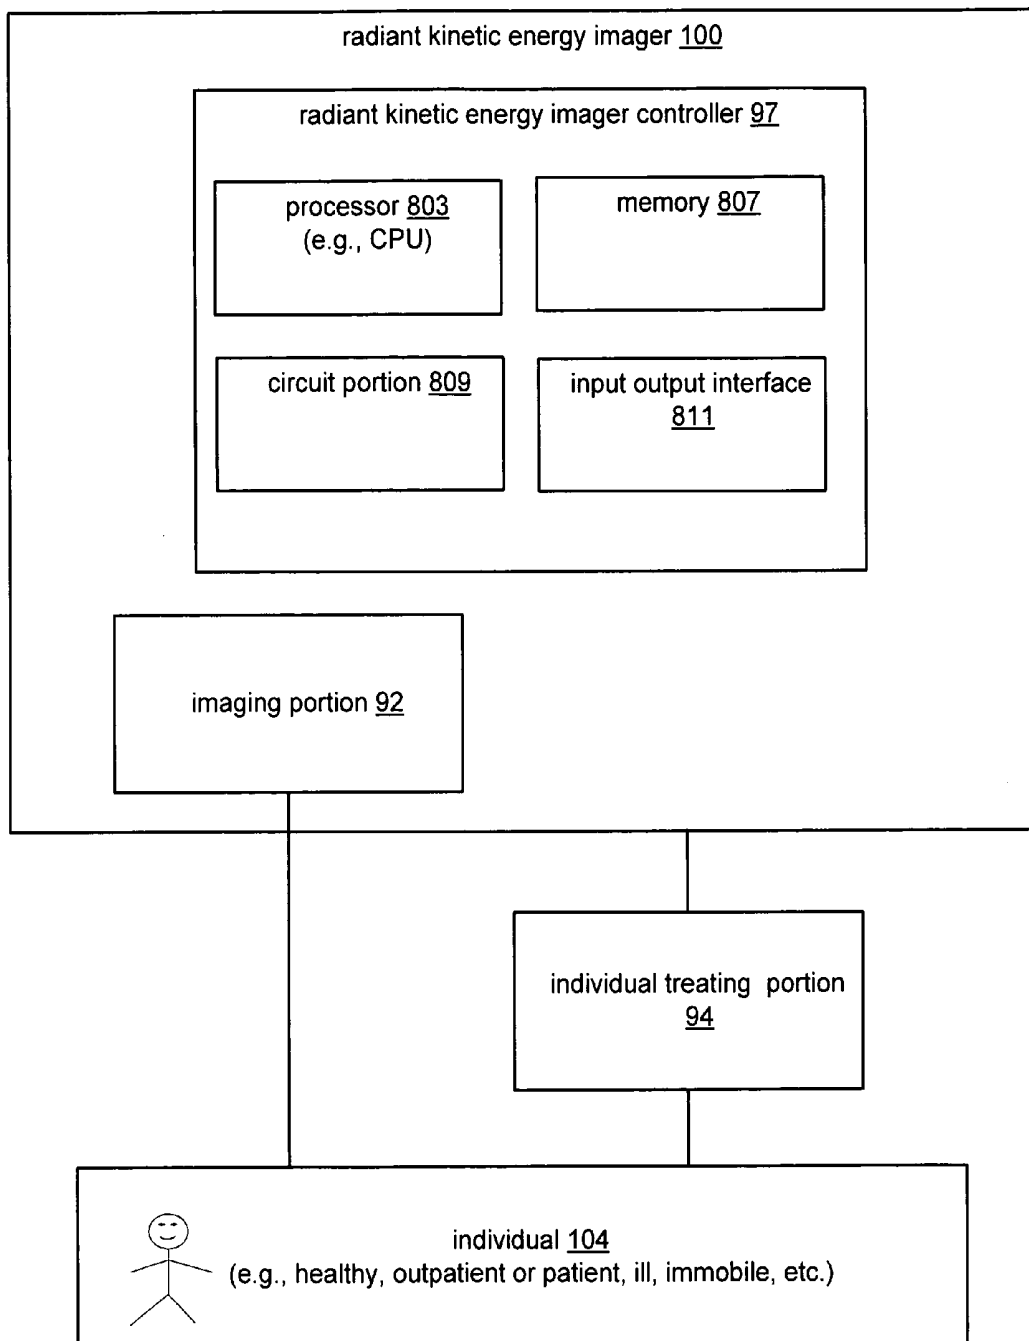 radiant kinetic energy imager 100
radiant kinetic energy imager controller 97
processor 803
(e.g., CPU)
memory 807
circuit portion 809
input output interface
811
imaging portion 92
individual treating portion
94
individual 104
(e.g., healthy, outpatient or patient, ill, immobile, etc.)